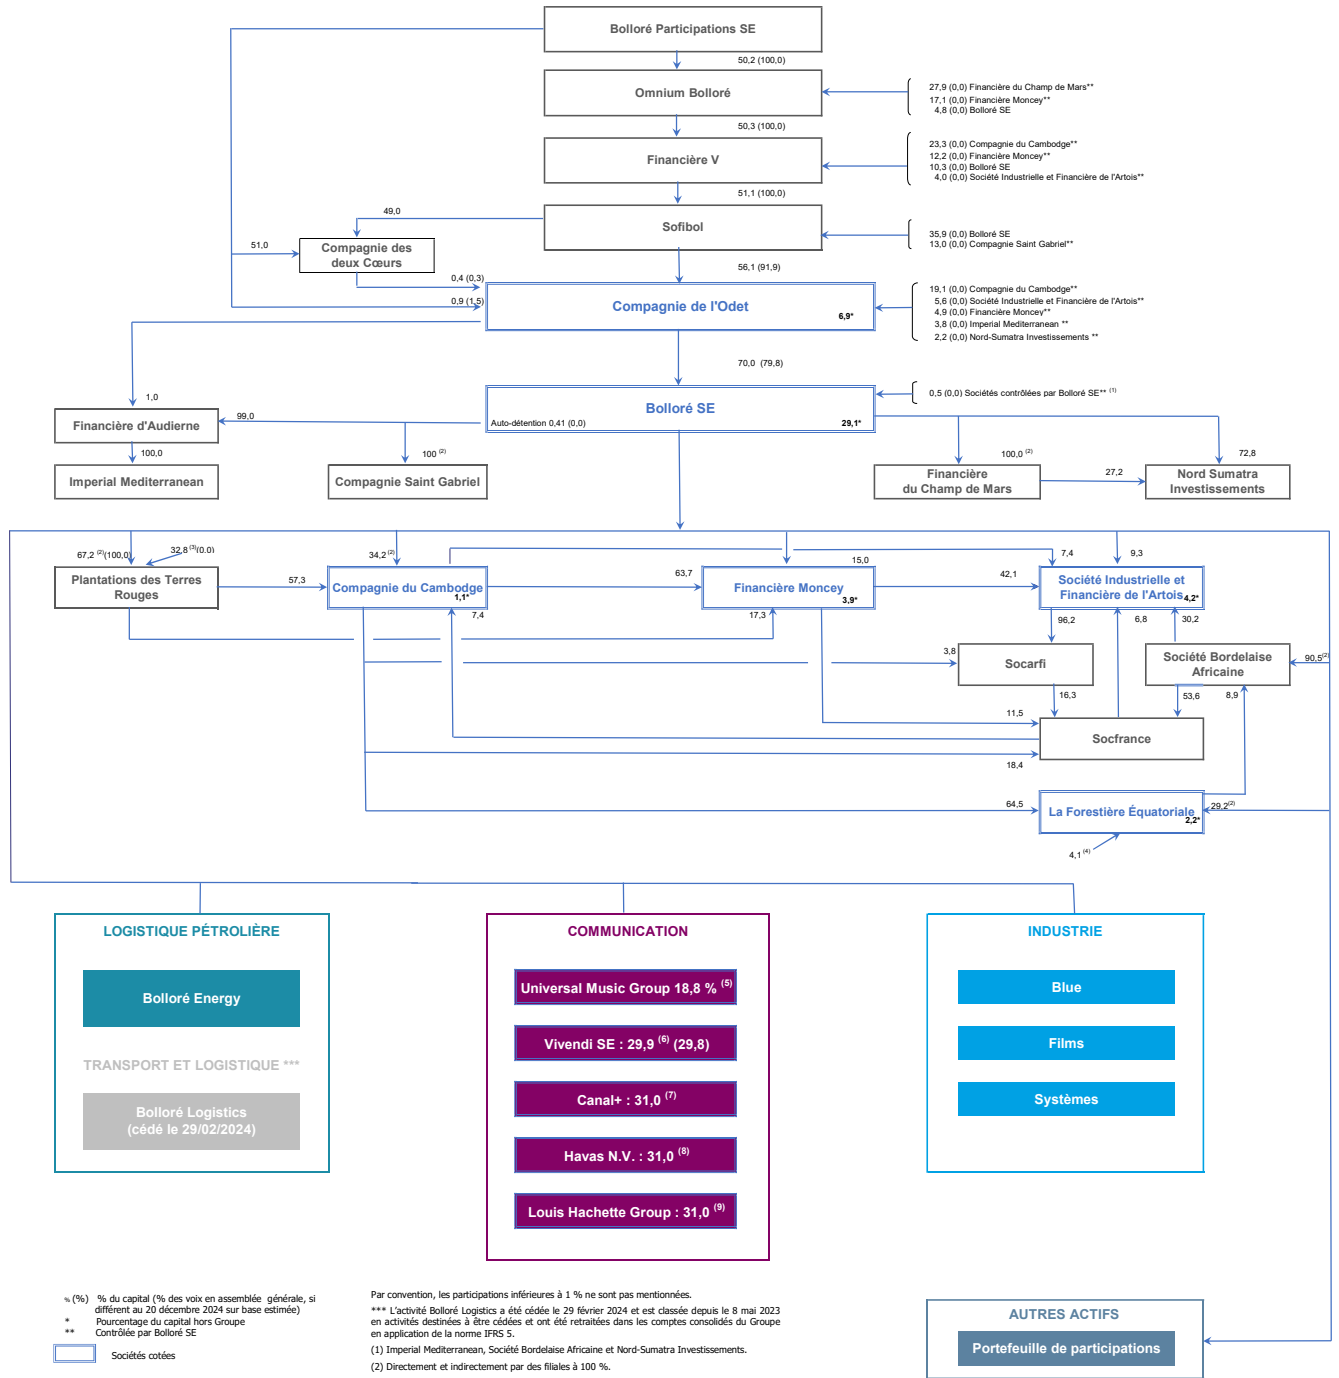 Bolloré Participations SE
50,2 (100,0)
Omnium Bolloré
27,9 (0,0) Financière du Champ de Mars**
17,1 (0,0) Financière Moncey**
4,8 (0,0) Bolloré SE
50,3 (100,0)
Financière V
23,3 (0,0) Compagnie du Cambodge**
12,2 (0,0) Financière Moncey**
10,3 (0,0) Bolloré SE
4,0 (0,0) Société Industrielle et Financière de l'Artois**
51,1 (100,0)
49,0
Sofibol
35,9 (0,0) Bolloré SE
13,0 (0,0) Compagnie Saint Gabriel**
51,0
Compagnie des
deux Cœurs
56,1 (91,9)
0,4 (0,3)
0,9 (1,5)
Compagnie de l'Odet
6,9*
19,1 (0,0) Compagnie du Cambodge**
5,6 (0,0) Société Industrielle et Financière de l'Artois**
4,9 (0,0) Financière Moncey**
3,8 (0,0) Imperial Mediterranean **
2,2 (0,0) Nord-Sumatra Investissements **
70,0 (79,8)
1,0
Bolloré SE
Auto-détention 0,41 (0,0)
29,1*
0,5 (0,0) Sociétés contrôlées par Bolloré SE** (1)
Financière d'Audierne
99,0
100,0
100 (2)
100,0 (2)
72,8
Imperial Mediterranean
Compagnie Saint Gabriel
Financière
du Champ de Mars
27,2
Nord Sumatra
Investissements
67,2 (2)(100,0)
32,8 (3)(0,0)
34,2 (2)
15,0
7,4
9,3
Plantations des Terres
Rouges
57,3
Compagnie du Cambodge
1,1*
63,7
Financière Moncey
3,9*
42,1
Société Industrielle et
Financière de l'Artois
4,2*
7,4
17,3
96,2
6,8
30,2
3,8
Socarfi
Société Bordelaise
Africaine
90,5(2)
16,3
53,6
8,9
11,5
Socfrance
18,4
64,5
La Forestière Équatoriale
2,2*
29,2(2)
4,1 (4)
LOGISTIQUE PÉTROLIÈRE
Bolloré Energy
TRANSPORT ET LOGISTIQUE ***
Bolloré Logistics
(cédé le 29/02/2024)
COMMUNICATION
Universal Music Group 18,8 % (5)
Vivendi SE : 29,9 (6) (29,8)
Canal+ : 31,0 (7)
Havas N.V. : 31,0 (8)
Louis Hachette Group : 31,0 (9)
INDUSTRIE
Blue
Films
Systèmes
% (%) % du capital (% des voix en assemblée générale, si
différent au 20 décembre 2024 sur base estimée)
* Pourcentage du capital hors Groupe
** Contrôlée par Bolloré SE
Sociétés cotées
Par convention, les participations inférieures à 1 % ne sont pas mentionnées.
*** L'activité Bolloré Logistics a été cédée le 29 février 2024 et est classée depuis le 8 mai 2023
en activités destinées à être cédées et ont été retraitées dans les comptes consolidés du Groupe
en application de la norme IFRS 5.
(1) Imperial Mediterranean, Société Bordelaise Africaine et Nord-Sumatra Investissements.
(2) Directement et indirectement par des filiales à 100 %.
AUTRES ACTIFS
Portefeuille de participations